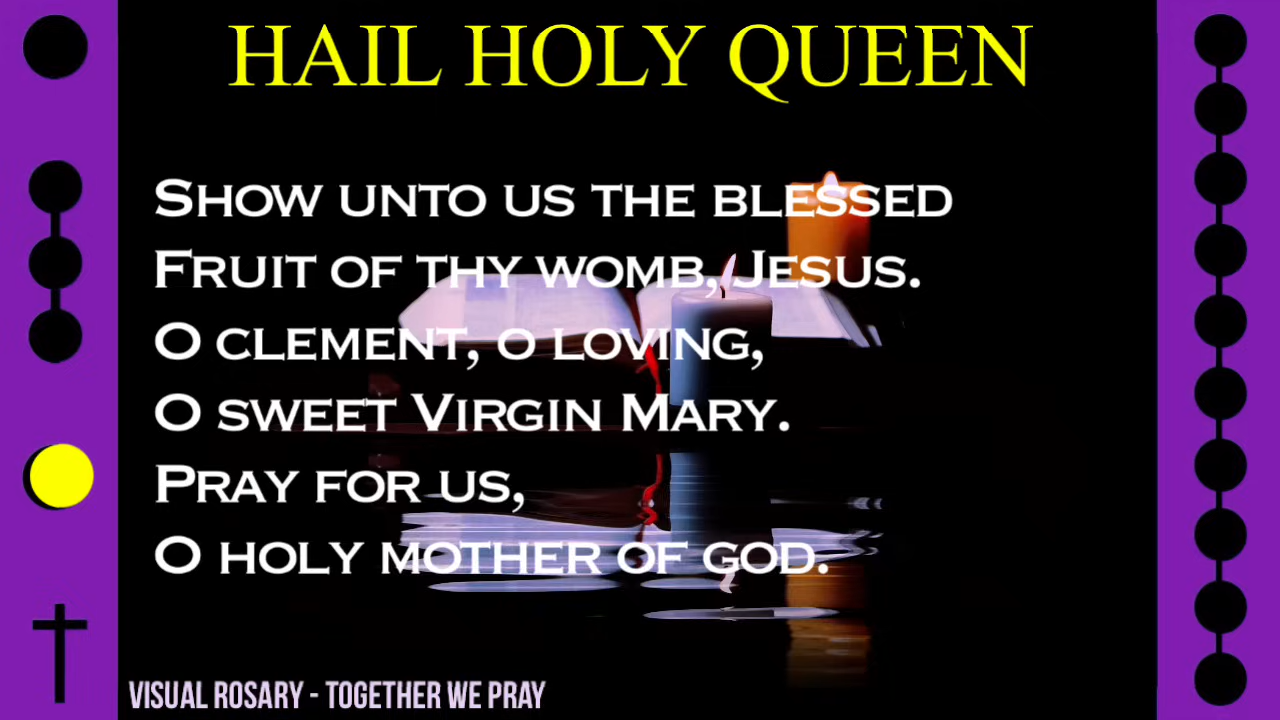 HAIL HOLY QUEEN
Show unto us the blessed
Fruit of thy womb, Jesus.
O clement, o loving,
O sweet Virgin Mary.
Pray for us,
O holy mother of god.
VISUAL ROSARY - TOGETHER WE PRAY